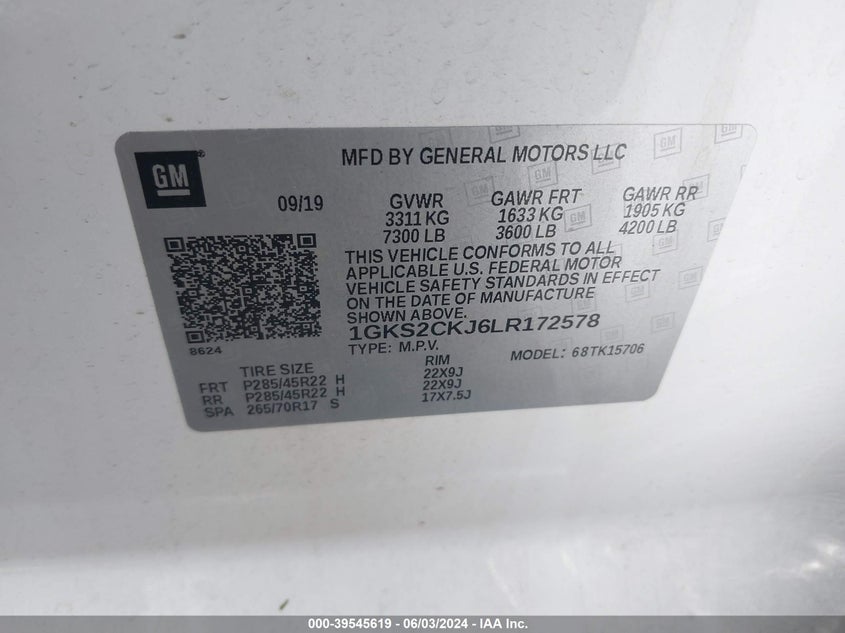 GM
MFD BY GENERAL MOTORS LLC
09/19
GVWR
3311 KG
7300 LB
GAWR FRT
1633 KG
3600 LB
GAWR RR
1905 KG
4200 LB
THIS VEHICLE CONFORMS TO ALL
APPLICABLE U.S. FEDERAL MOTOR
VEHICLE SAFETY STANDARDS IN EFFECT
ON THE DATE OF MANUFACTURE
SHOWN ABOVE.
1GKS2CKJ6LR172578
8624
TYPE: M.P.V.
MODEL: 68TK15706
TIRE SIZE RIM
FRT P285/45R22 H 22X9J
RR P285/45R22 H 22X9J
SPA 265/70R17 S 17X7.5J
000-39545619 - 06/03/2024 - IAA Inc.